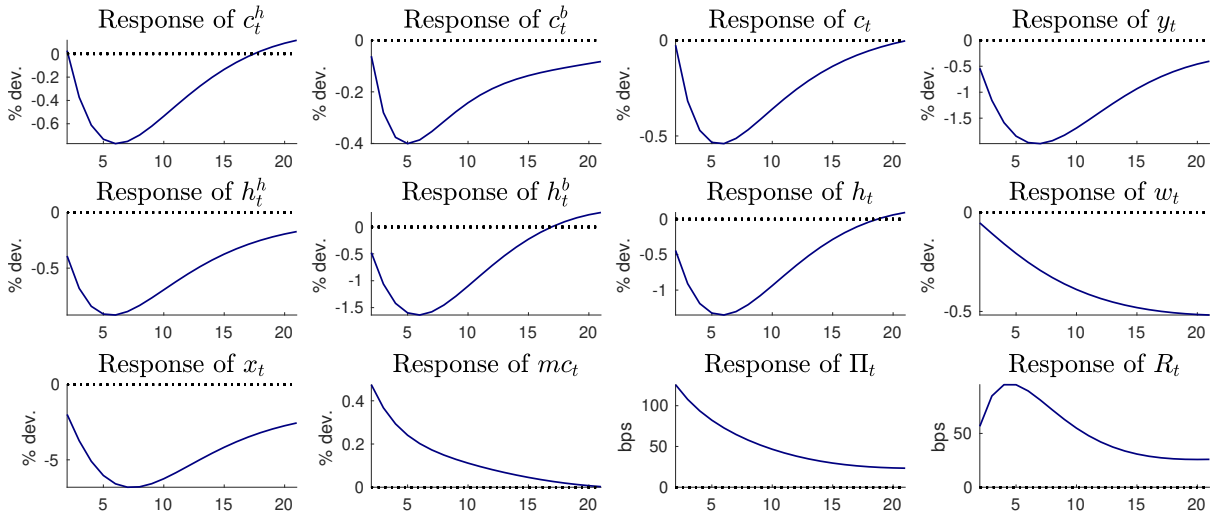 Response of c_t^h
Response of c_t^b
Response of c_t
Response of y_t
% dev.
0
-0.2
-0.4
-0.6
5 10 15 20
% dev.
0
-0.2
-0.4
5 10 15 20
% dev.
0
-0.5
5 10 15 20
% dev.
0
-0.5
-1
-1.5
5 10 15 20
Response of h_t^h
Response of h_t^b
Response of h_t
Response of w_t
% dev.
0
-0.5
5 10 15 20
% dev.
0
-0.5
-1
-1.5
5 10 15 20
% dev.
0
-0.5
-1
5 10 15 20
% dev.
0
-0.5
5 10 15 20
Response of x_t
Response of mc_t
Response of Π_t
Response of R_t
% dev.
0
-5
5 10 15 20
% dev.
0.4
0.2
0
5 10 15 20
bps
100
50
0
5 10 15 20
bps
50
0
5 10 15 20